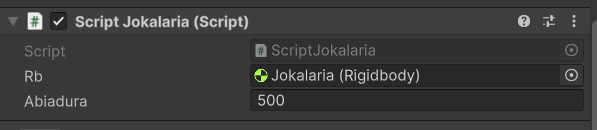 Script Jokalaria (Script)
Script ScriptJokalaria
Rb Jokalaria (Rigidbody)
Abiadura 500